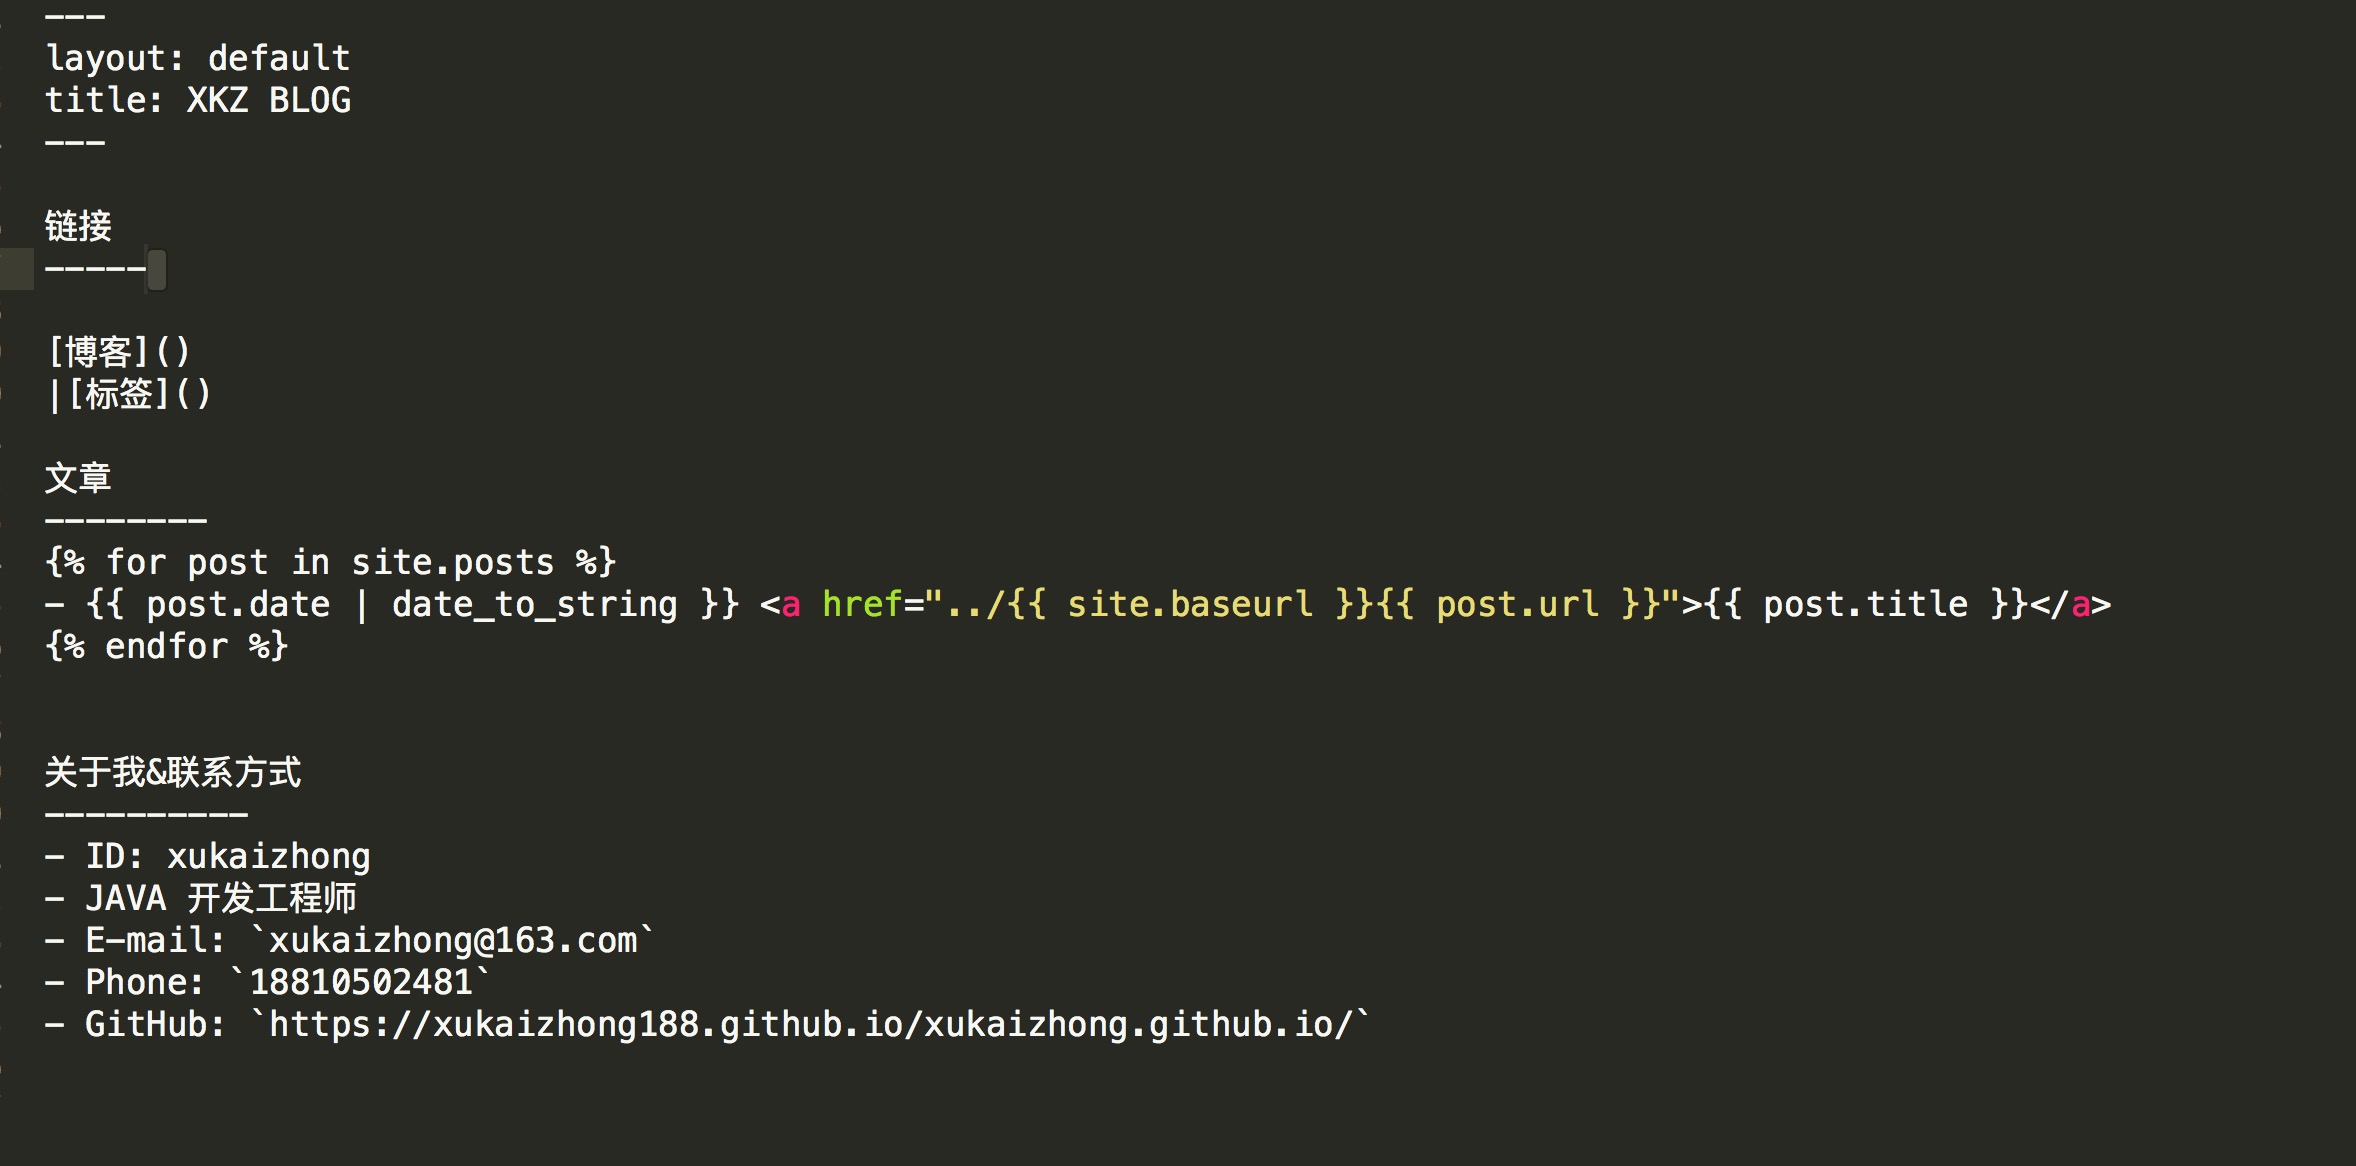 ---
layout: default
title: XKZ BLOG
---
链接
-----
[博客]()
|[标签]()
文章
--------
{% for post in site.posts %}
- {{ post.date | date_to_string }} <a href="../{{ site.baseurl }}{{ post.url }}">{{ post.title }}</a>
{% endfor %}
关于我&联系方式
----------
- ID: xukaizhong
- JAVA 开发工程师
- E-mail: `xukaizhong@163.com`
- Phone: `18810502481`
- GitHub: `https://xukaizhong188.github.io/xukaizhong.github.io/`